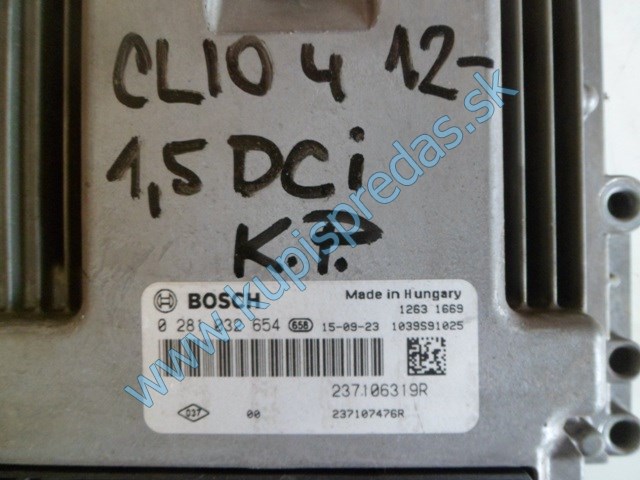 CLIO 4 12-
1,5 DCi
K.P.
www.kupispredas.sk
BOSCH Made in Hungary
1263 1669
0 281 032 654 658 15-09-23 1039S91025
237106319R
D37 00 237107476R